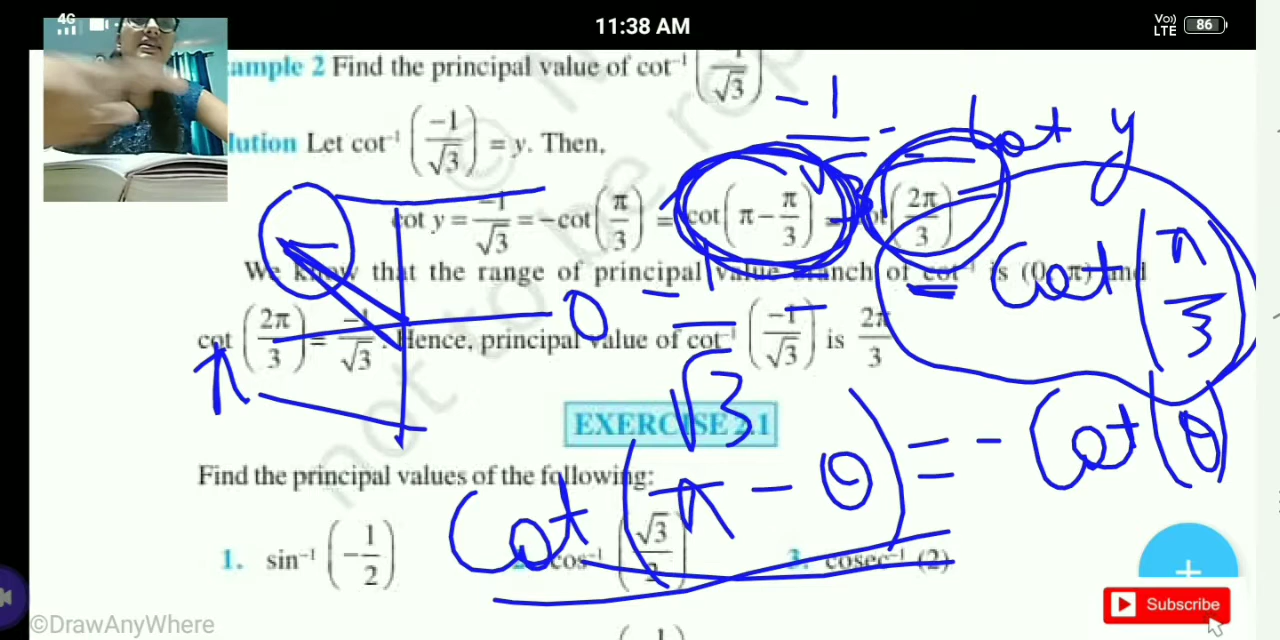 4G 11:38 AM Vo)) LTE 86
ample 2 Find the principal value of cot⁻¹ (-1/√3)
lution Let cot⁻¹ (-1/√3) = y. Then,
-1/√3 = cot y
cot y = -1/√3 = -cot (π/3) = cot (π - π/3) = cot (2π/3)
We know that the range of principal value branch of cot⁻¹ is (0, π) and
= cot (π/3)
cot (2π/3) = -1/√3. Hence, principal value of cot⁻¹ (-1/√3) is 2π/3
-1/√3
EXERCISE 2.1
cot (π - θ) = - cot (θ)
Find the principal values of the following:
1. sin⁻¹ (-1/2) 2. cos⁻¹ (√3/2) 3. cosec⁻¹ (2)
+
Subscribe
©DrawAnyWhere